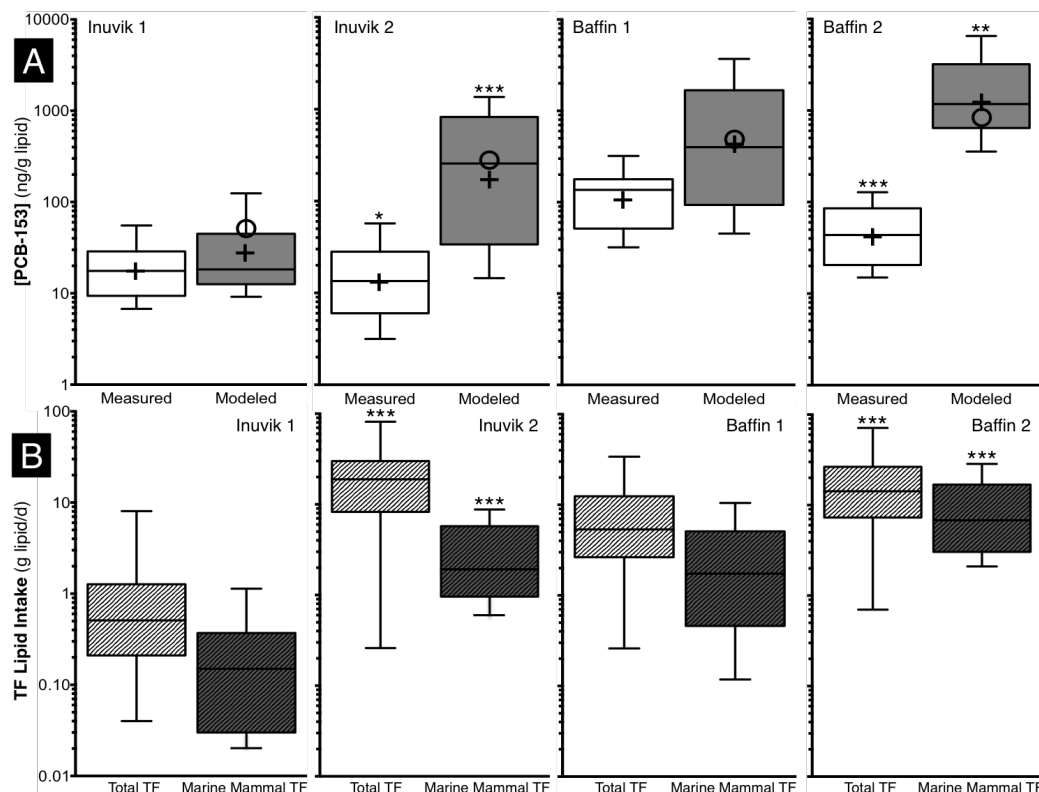 A
[PCB-153] (ng/g lipid)
10000
1000
100
10
1
Inuvik 1
Inuvik 2
Baffin 1
Baffin 2
***
*
***
**
Measured
Modeled
Measured
Modeled
Measured
Modeled
Measured
Modeled
B
TF Lipid Intake (g lipid/d)
100
10
1
0.10
0.01
Inuvik 1
Inuvik 2
Baffin 1
Baffin 2
***
***
***
***
Total TF
Marine Mammal TF
Total TF
Marine Mammal TF
Total TF
Marine Mammal TF
Total TF
Marine Mammal TF